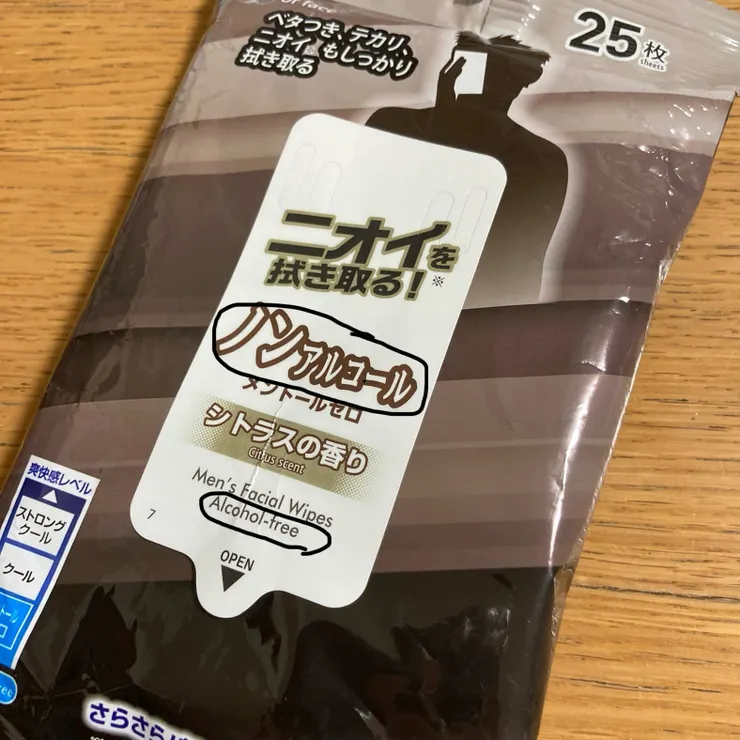 of face
ベタつき、テカリ、
ニオイ※もしっかり
拭き取る
25枚
sheets
ニオイを
拭き取る!※
ノンアルコール
メントールゼロ
シトラスの香り
Citrus scent
Men's Facial Wipes
Alcohol-free
7
OPEN
爽快感レベル
ストロング
クール
クール
さらさら